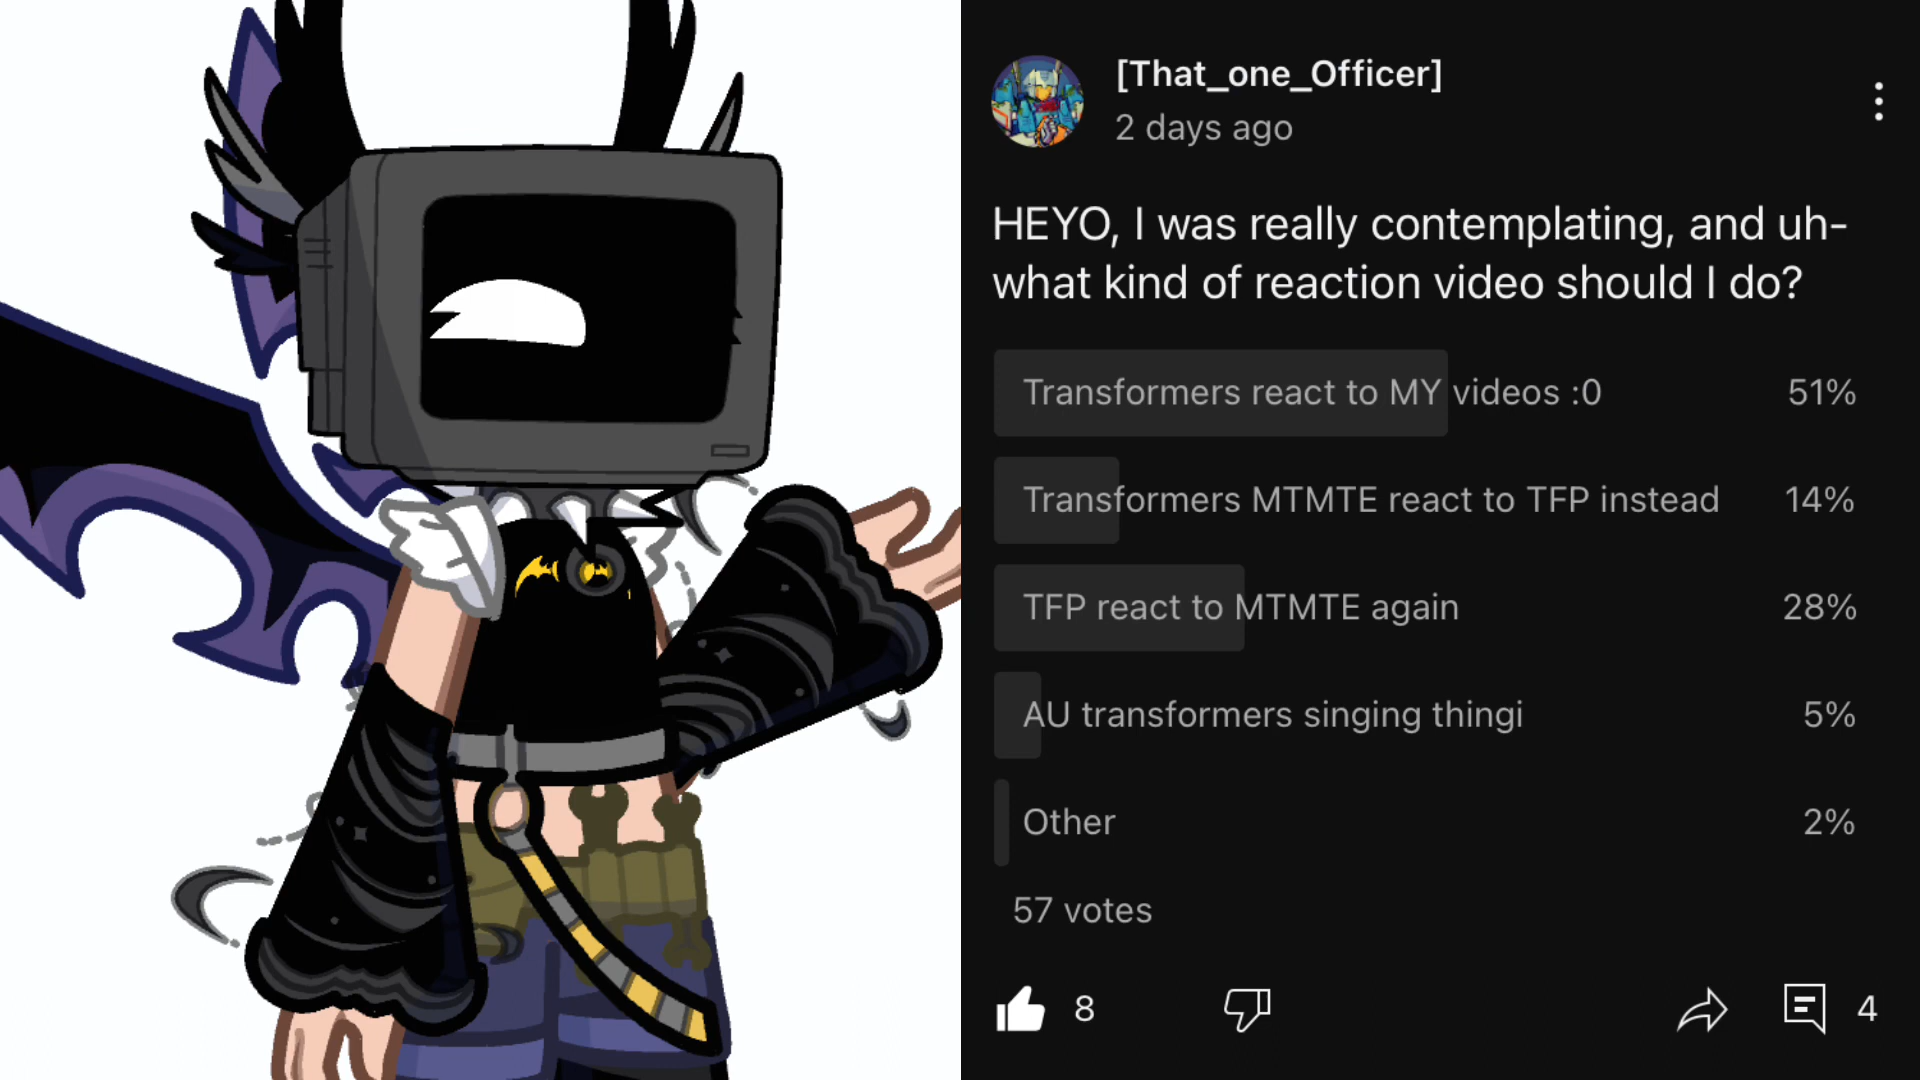 [That_one_Officer]
2 days ago
HEYO, I was really contemplating, and uh-
what kind of reaction video should I do?
Transformers react to MY videos :0 51%
Transformers MTMTE react to TFP instead 14%
TFP react to MTMTE again 28%
AU transformers singing thingi 5%
Other 2%
57 votes
8
4